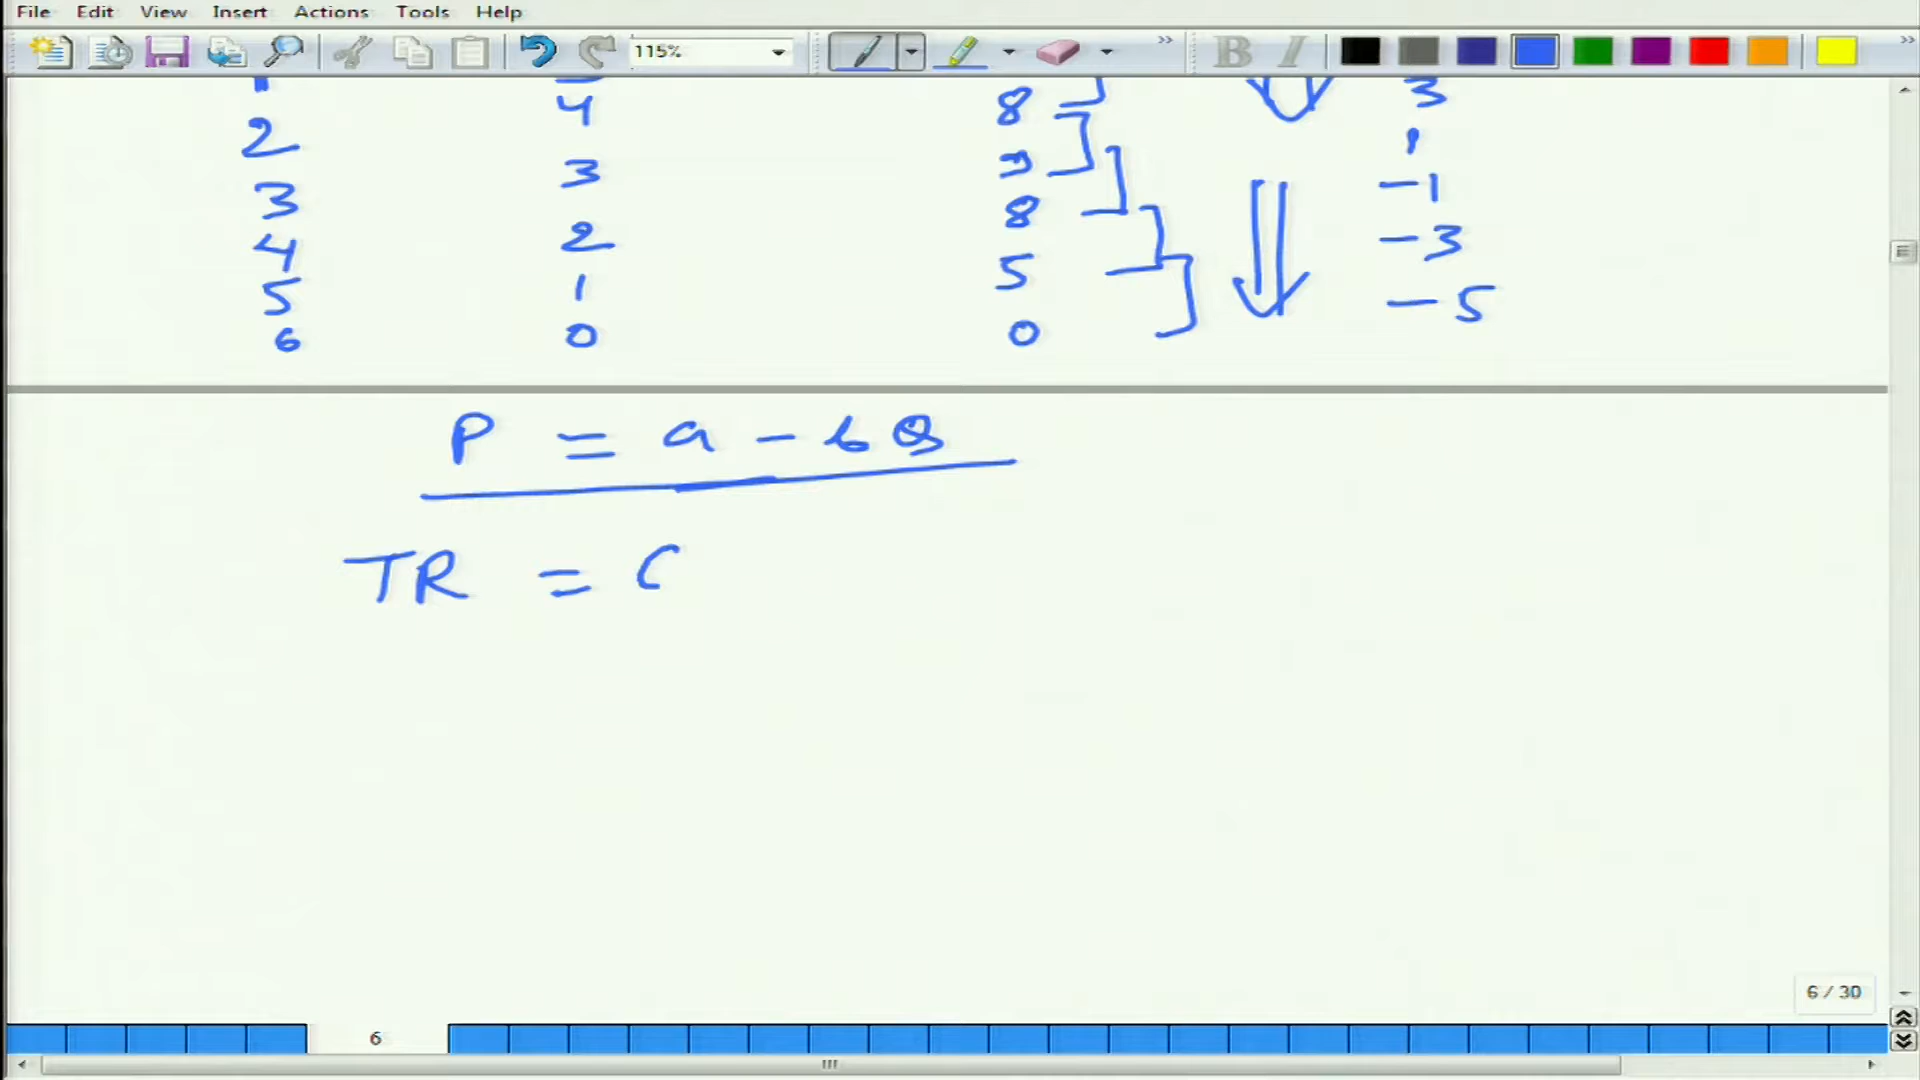 File Edit View Insert Actions Tools Help
115% B I
4 8 3
2 3 9 1
3 2 8 -1
4 1 5 -3
5 0 0 -5
6
P = a - bQ
TR = (
6 / 30
6